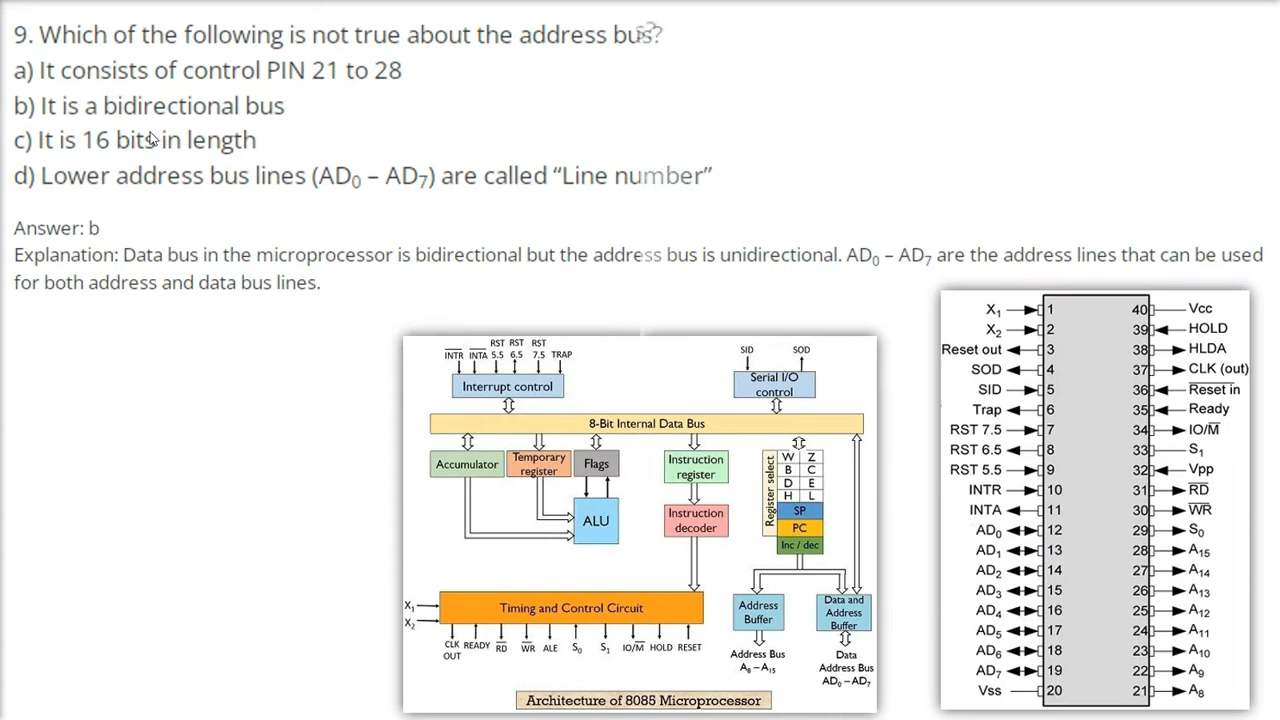 9. Which of the following is not true about the address bus?
a) It consists of control PIN 21 to 28
b) It is a bidirectional bus
c) It is 16 bits in length
d) Lower address bus lines (AD₀ – AD₇) are called “Line number”
Answer: b
Explanation: Data bus in the microprocessor is bidirectional but the address bus is unidirectional. AD₀ – AD₇ are the address lines that can be used
for both address and data bus lines.
INTR INTA RST 5.5 RST 6.5 RST 7.5 TRAP
SID SOD
Interrupt control
Serial I/O
control
8-Bit Internal Data Bus
Accumulator
Temporary
register
Flags
Instruction
register
Register select
W Z
B C
D E
H L
SP
PC
Inc / dec
ALU
Instruction
decoder
Timing and Control Circuit
X₁
X₂
CLK OUT READY RD WR ALE S₀ S₁ IO/M HOLD RESET
Address
Buffer
Data and
Address
Buffer
Address Bus
A₈ – A₁₅
Data
Address Bus
AD₀ – AD₇
Architecture of 8085 Microprocessor
X₁ 1 40 Vcc
X₂ 2 39 HOLD
Reset out 3 38 HLDA
SOD 4 37 CLK (out)
SID 5 36 Reset in
Trap 6 35 Ready
RST 7.5 7 34 IO/M
RST 6.5 8 33 S₁
RST 5.5 9 32 Vpp
INTR 10 31 RD
INTA 11 30 WR
AD₀ 12 29 S₀
AD₁ 13 28 A₁₅
AD₂ 14 27 A₁₄
AD₃ 15 26 A₁₃
AD₄ 16 25 A₁₂
AD₅ 17 24 A₁₁
AD₆ 18 23 A₁₀
AD₇ 19 22 A₉
Vss 20 21 A₈